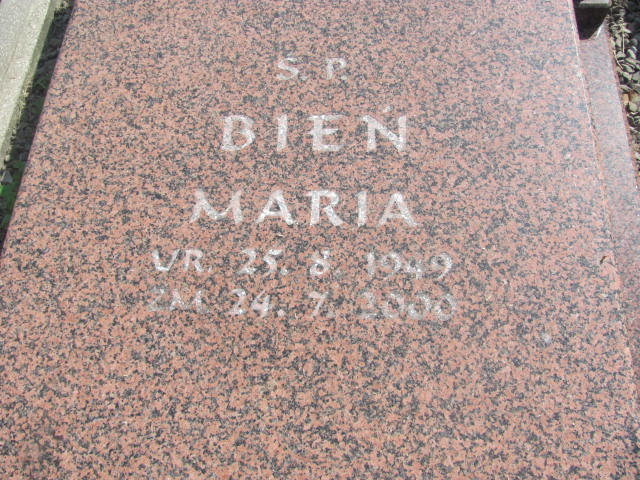 Ś. P.
BIEŃ
MARIA
UR. 25. 8. 1949
ZM. 24. 7. 2000